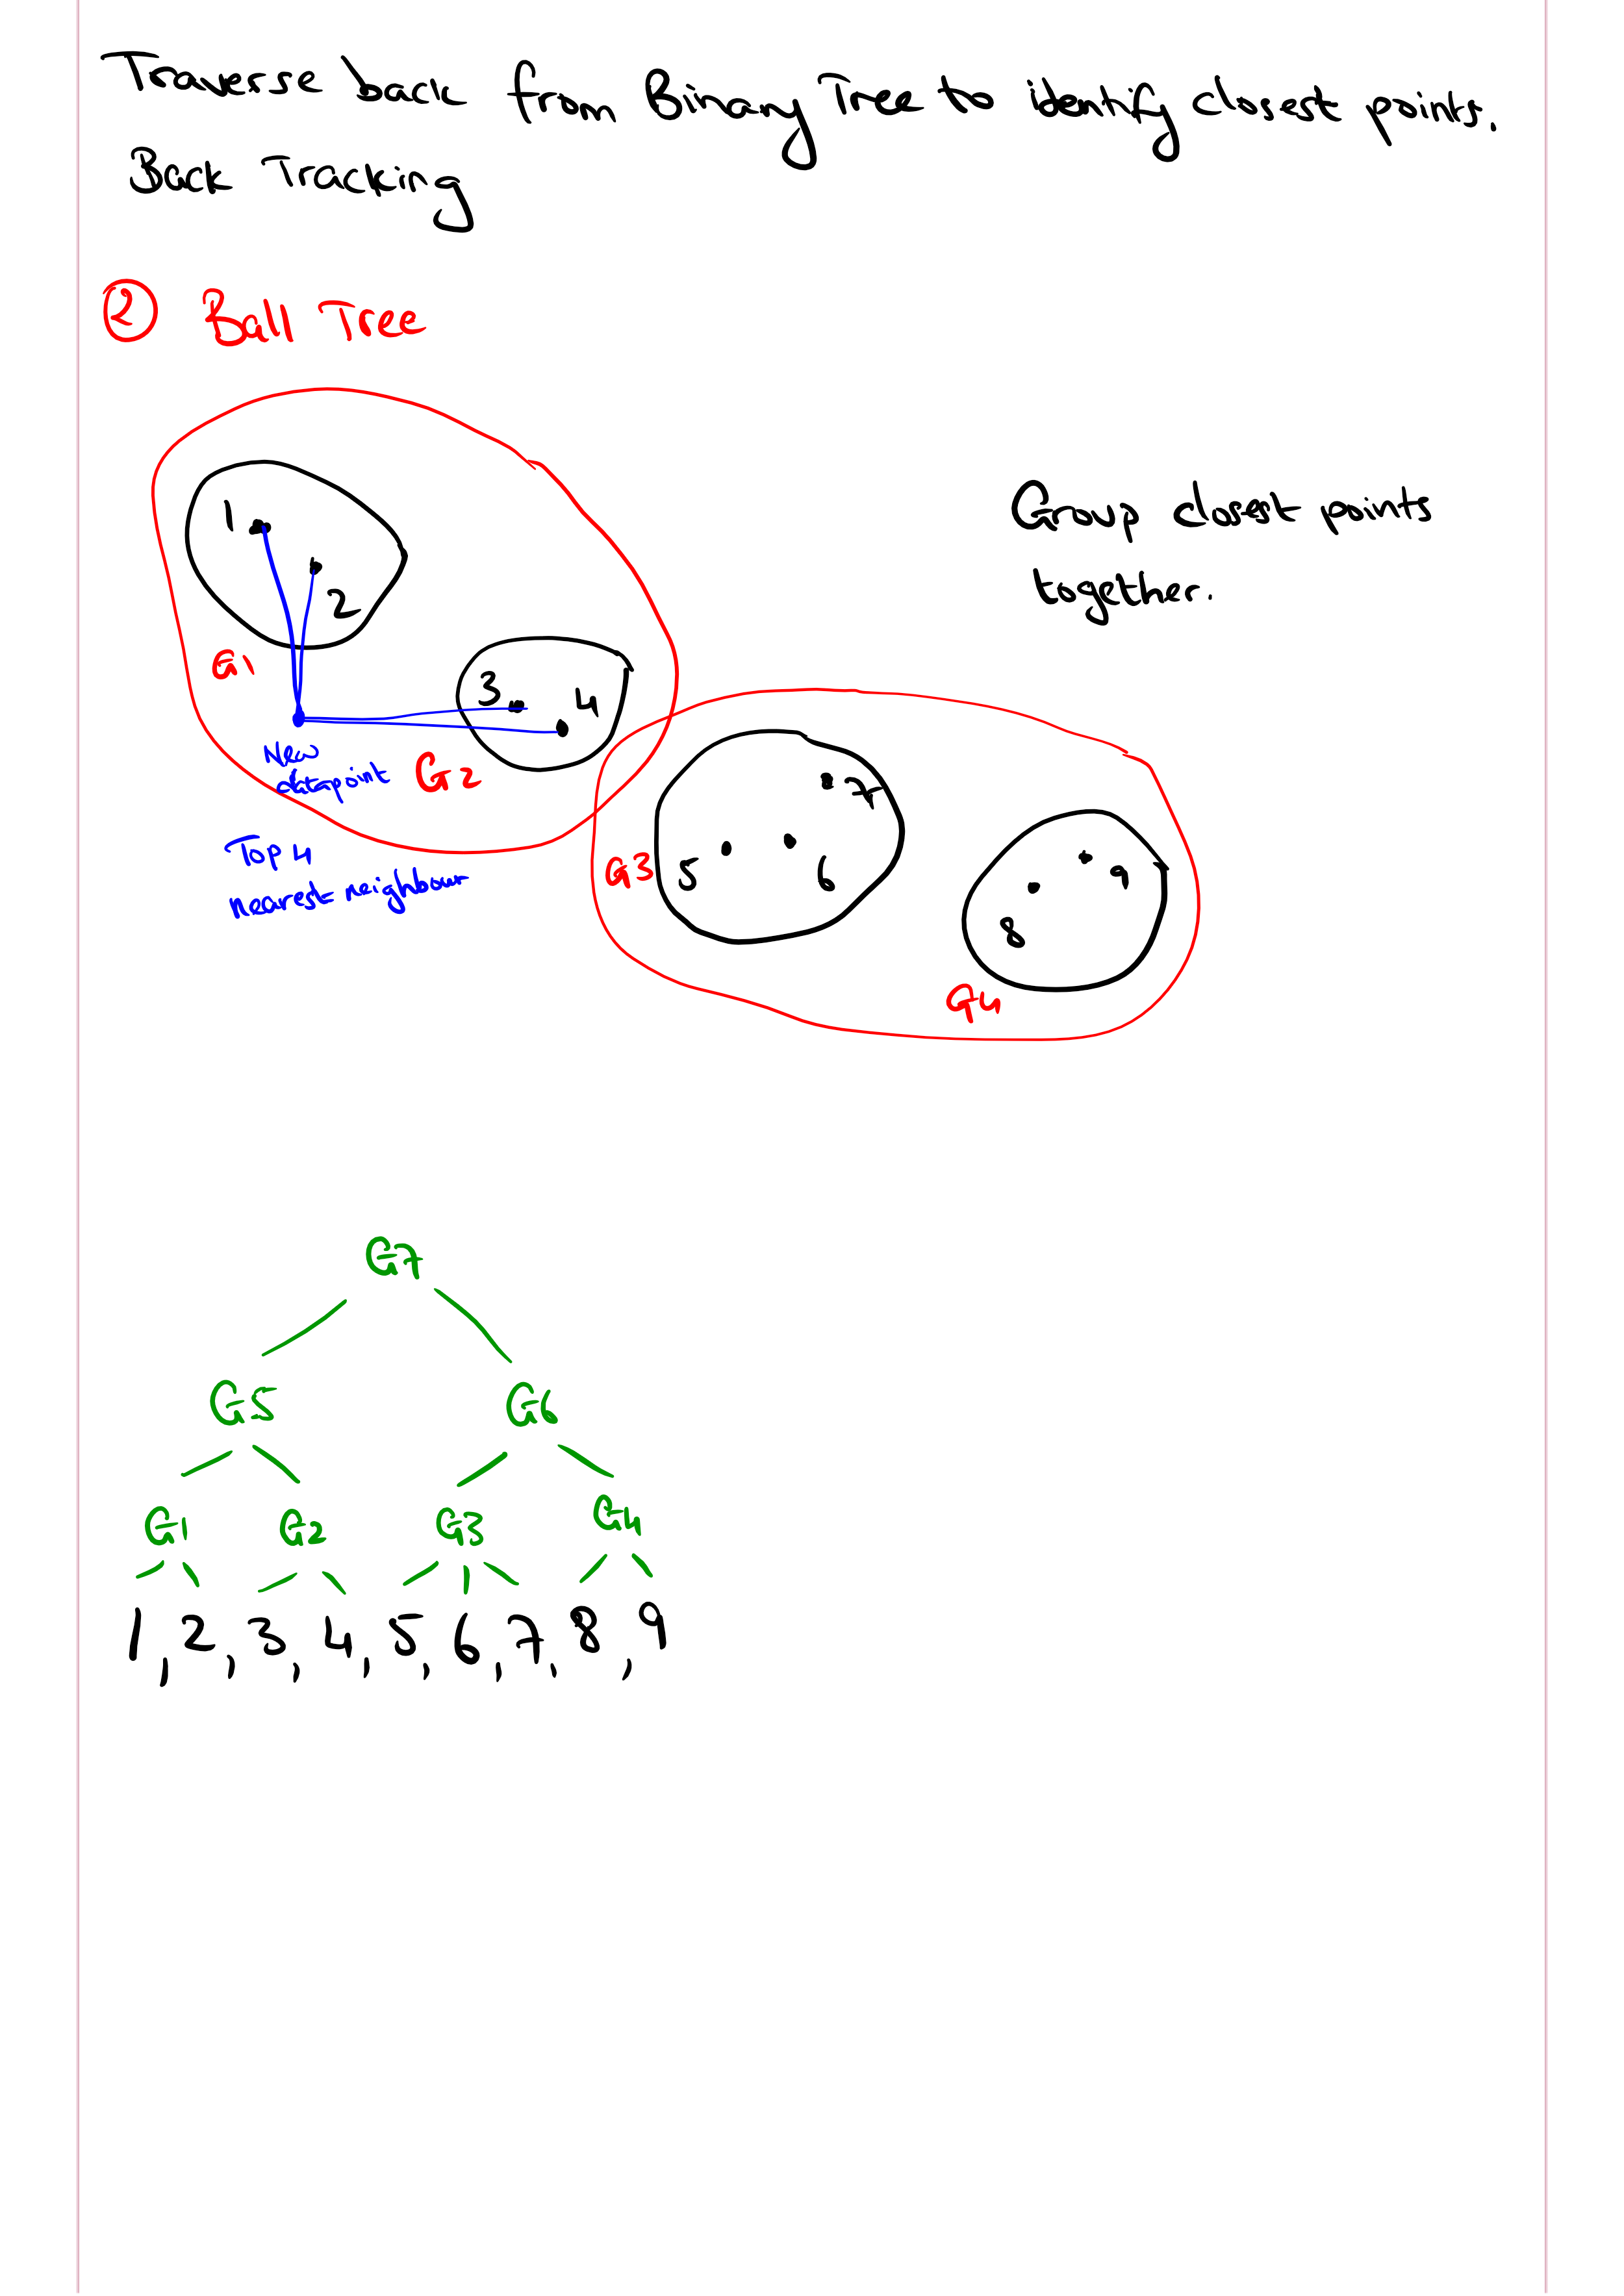 Traverse back from Binary Tree to identify closest points.
Back Tracking
2 Ball Tree
Group closest points
together.
1
2
G1
3
4
New
datapoint
G2
Top 4
nearest neighbour
7
5
6
G3
9
8
G4
G7
G5 G6
G1 G2 G3 G4
1, 2, 3, 4, 5, 6, 7, 8, 9